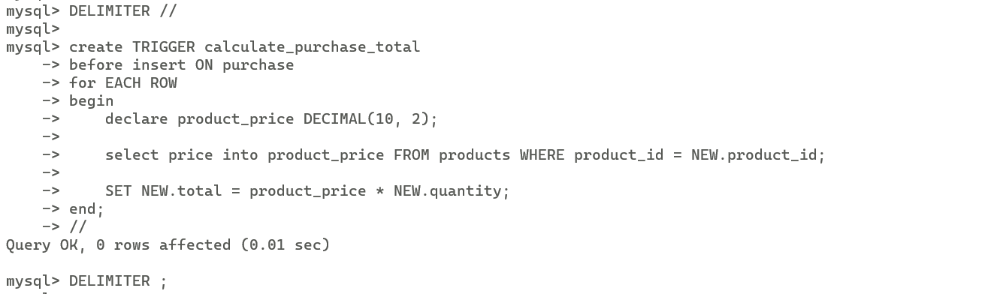 mysql> DELIMITER //
mysql>
mysql> create TRIGGER calculate_purchase_total
    -> before insert ON purchase
    -> for EACH ROW
    -> begin
    ->     declare product_price DECIMAL(10, 2);
    ->
    ->     select price into product_price FROM products WHERE product_id = NEW.product_id;
    ->
    ->     SET NEW.total = product_price * NEW.quantity;
    -> end;
    -> //
Query OK, 0 rows affected (0.01 sec)

mysql> DELIMITER ;